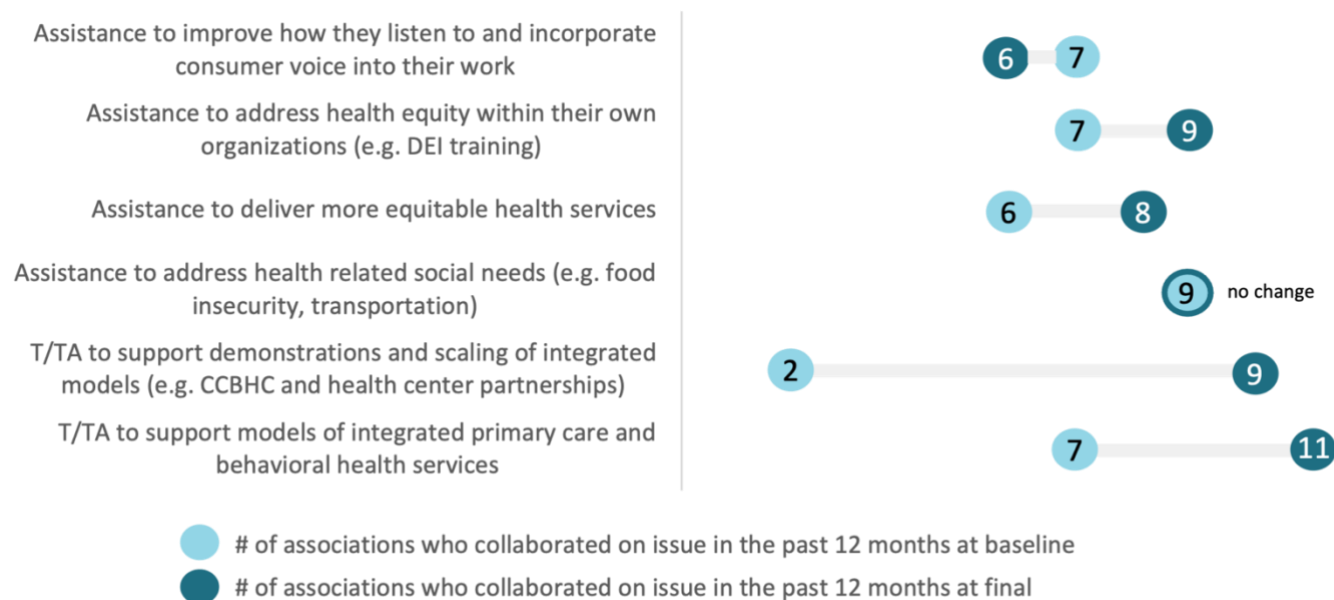 Assistance to improve how they listen to and incorporate
consumer voice into their work
6 7
Assistance to address health equity within their own
organizations (e.g. DEI training)
7 9
Assistance to deliver more equitable health services
6 8
Assistance to address health related social needs (e.g. food
insecurity, transportation)
9 no change
T/TA to support demonstrations and scaling of integrated
models (e.g. CCBHC and health center partnerships)
2 9
T/TA to support models of integrated primary care and
behavioral health services
7 11
# of associations who collaborated on issue in the past 12 months at baseline
# of associations who collaborated on issue in the past 12 months at final